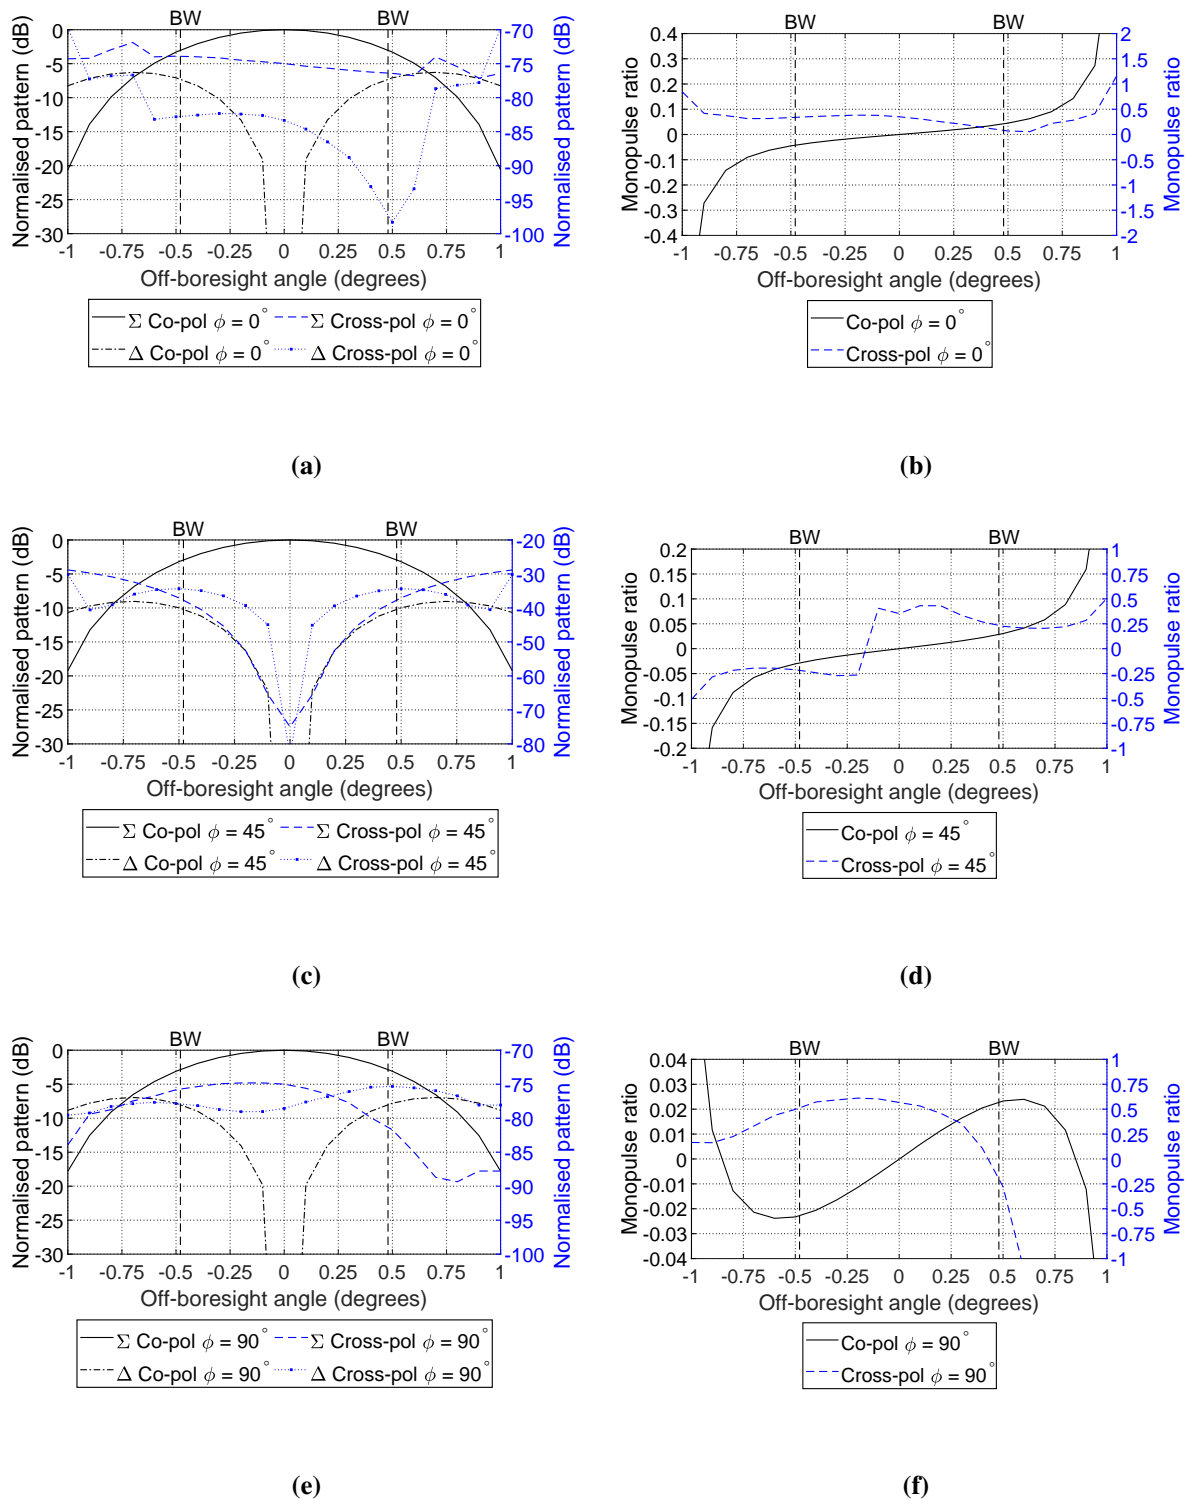 BW BW
Normalised pattern (dB)
0
-5
-10
-15
-20
-25
-30
-70
-75
-80
-85
-90
-95
-100
Normalised pattern (dB)
-1 -0.75 -0.5 -0.25 0 0.25 0.5 0.75 1
Off-boresight angle (degrees)
Σ Co-pol ϕ = 0° Σ Cross-pol ϕ = 0°
Δ Co-pol ϕ = 0° Δ Cross-pol ϕ = 0°
(a)
BW BW
Monopulse ratio
0.4
0.3
0.2
0.1
0
-0.1
-0.2
-0.3
-0.4
2
1.5
1
0.5
0
-0.5
-1
-1.5
-2
Monopulse ratio
-1 -0.75 -0.5 -0.25 0 0.25 0.5 0.75 1
Off-boresight angle (degrees)
Co-pol ϕ = 0°
Cross-pol ϕ = 0°
(b)
BW BW
Normalised pattern (dB)
0
-5
-10
-15
-20
-25
-30
-20
-30
-40
-50
-60
-70
-80
Normalised pattern (dB)
-1 -0.75 -0.5 -0.25 0 0.25 0.5 0.75 1
Off-boresight angle (degrees)
Σ Co-pol ϕ = 45° Σ Cross-pol ϕ = 45°
Δ Co-pol ϕ = 45° Δ Cross-pol ϕ = 45°
(c)
BW BW
Monopulse ratio
0.2
0.15
0.1
0.05
0
-0.05
-0.1
-0.15
-0.2
1
0.75
0.5
0.25
0
-0.25
-0.5
-0.75
-1
Monopulse ratio
-1 -0.75 -0.5 -0.25 0 0.25 0.5 0.75 1
Off-boresight angle (degrees)
Co-pol ϕ = 45°
Cross-pol ϕ = 45°
(d)
BW BW
Normalised pattern (dB)
0
-5
-10
-15
-20
-25
-30
-70
-75
-80
-85
-90
-95
-100
Normalised pattern (dB)
-1 -0.75 -0.5 -0.25 0 0.25 0.5 0.75 1
Off-boresight angle (degrees)
Σ Co-pol ϕ = 90° Σ Cross-pol ϕ = 90°
Δ Co-pol ϕ = 90° Δ Cross-pol ϕ = 90°
(e)
BW BW
Monopulse ratio
0.04
0.03
0.02
0.01
0
-0.01
-0.02
-0.03
-0.04
1
0.75
0.5
0.25
0
-0.25
-0.5
-0.75
-1
Monopulse ratio
-1 -0.75 -0.5 -0.25 0 0.25 0.5 0.75 1
Off-boresight angle (degrees)
Co-pol ϕ = 90°
Cross-pol ϕ = 90°
(f)